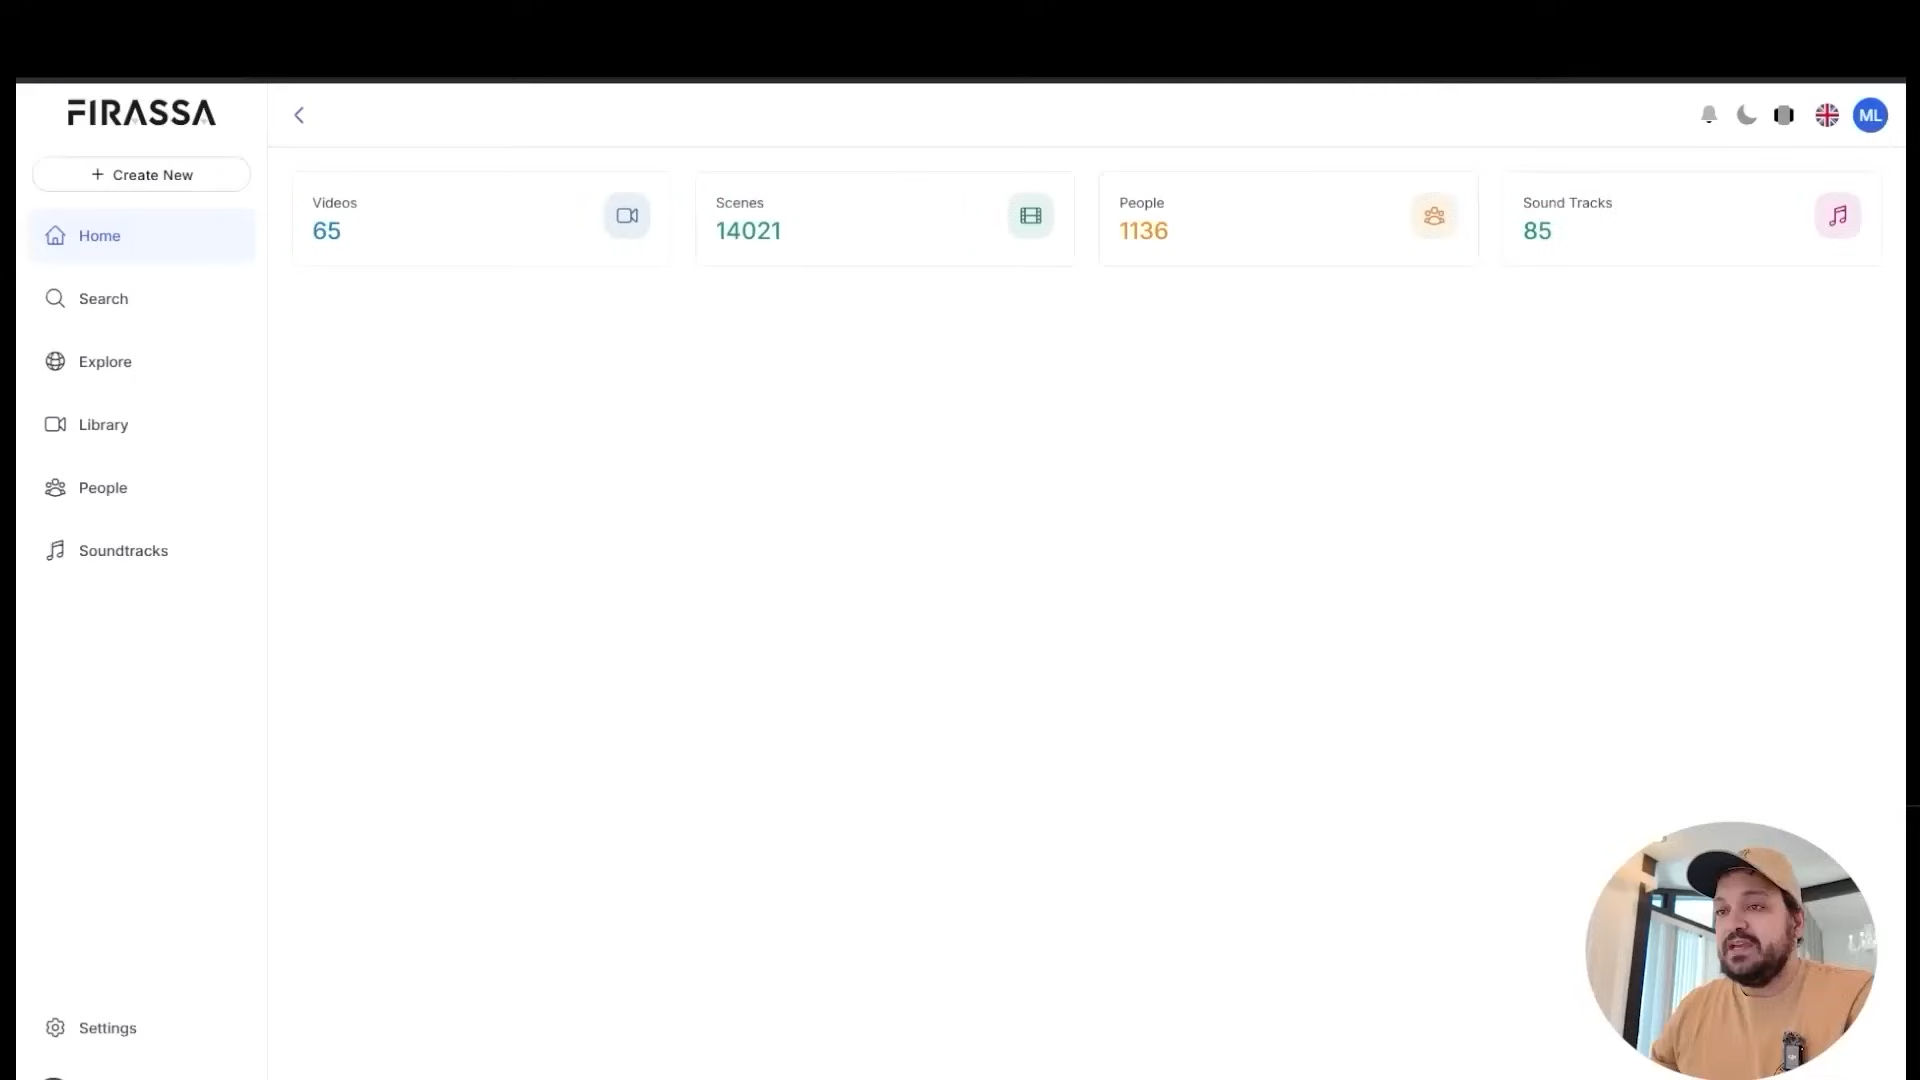 FIRASSA
Create New
Home
Search
Explore
Library
People
Soundtracks
Settings
ML
Videos
65
Scenes
14021
People
1136
Sound Tracks
85